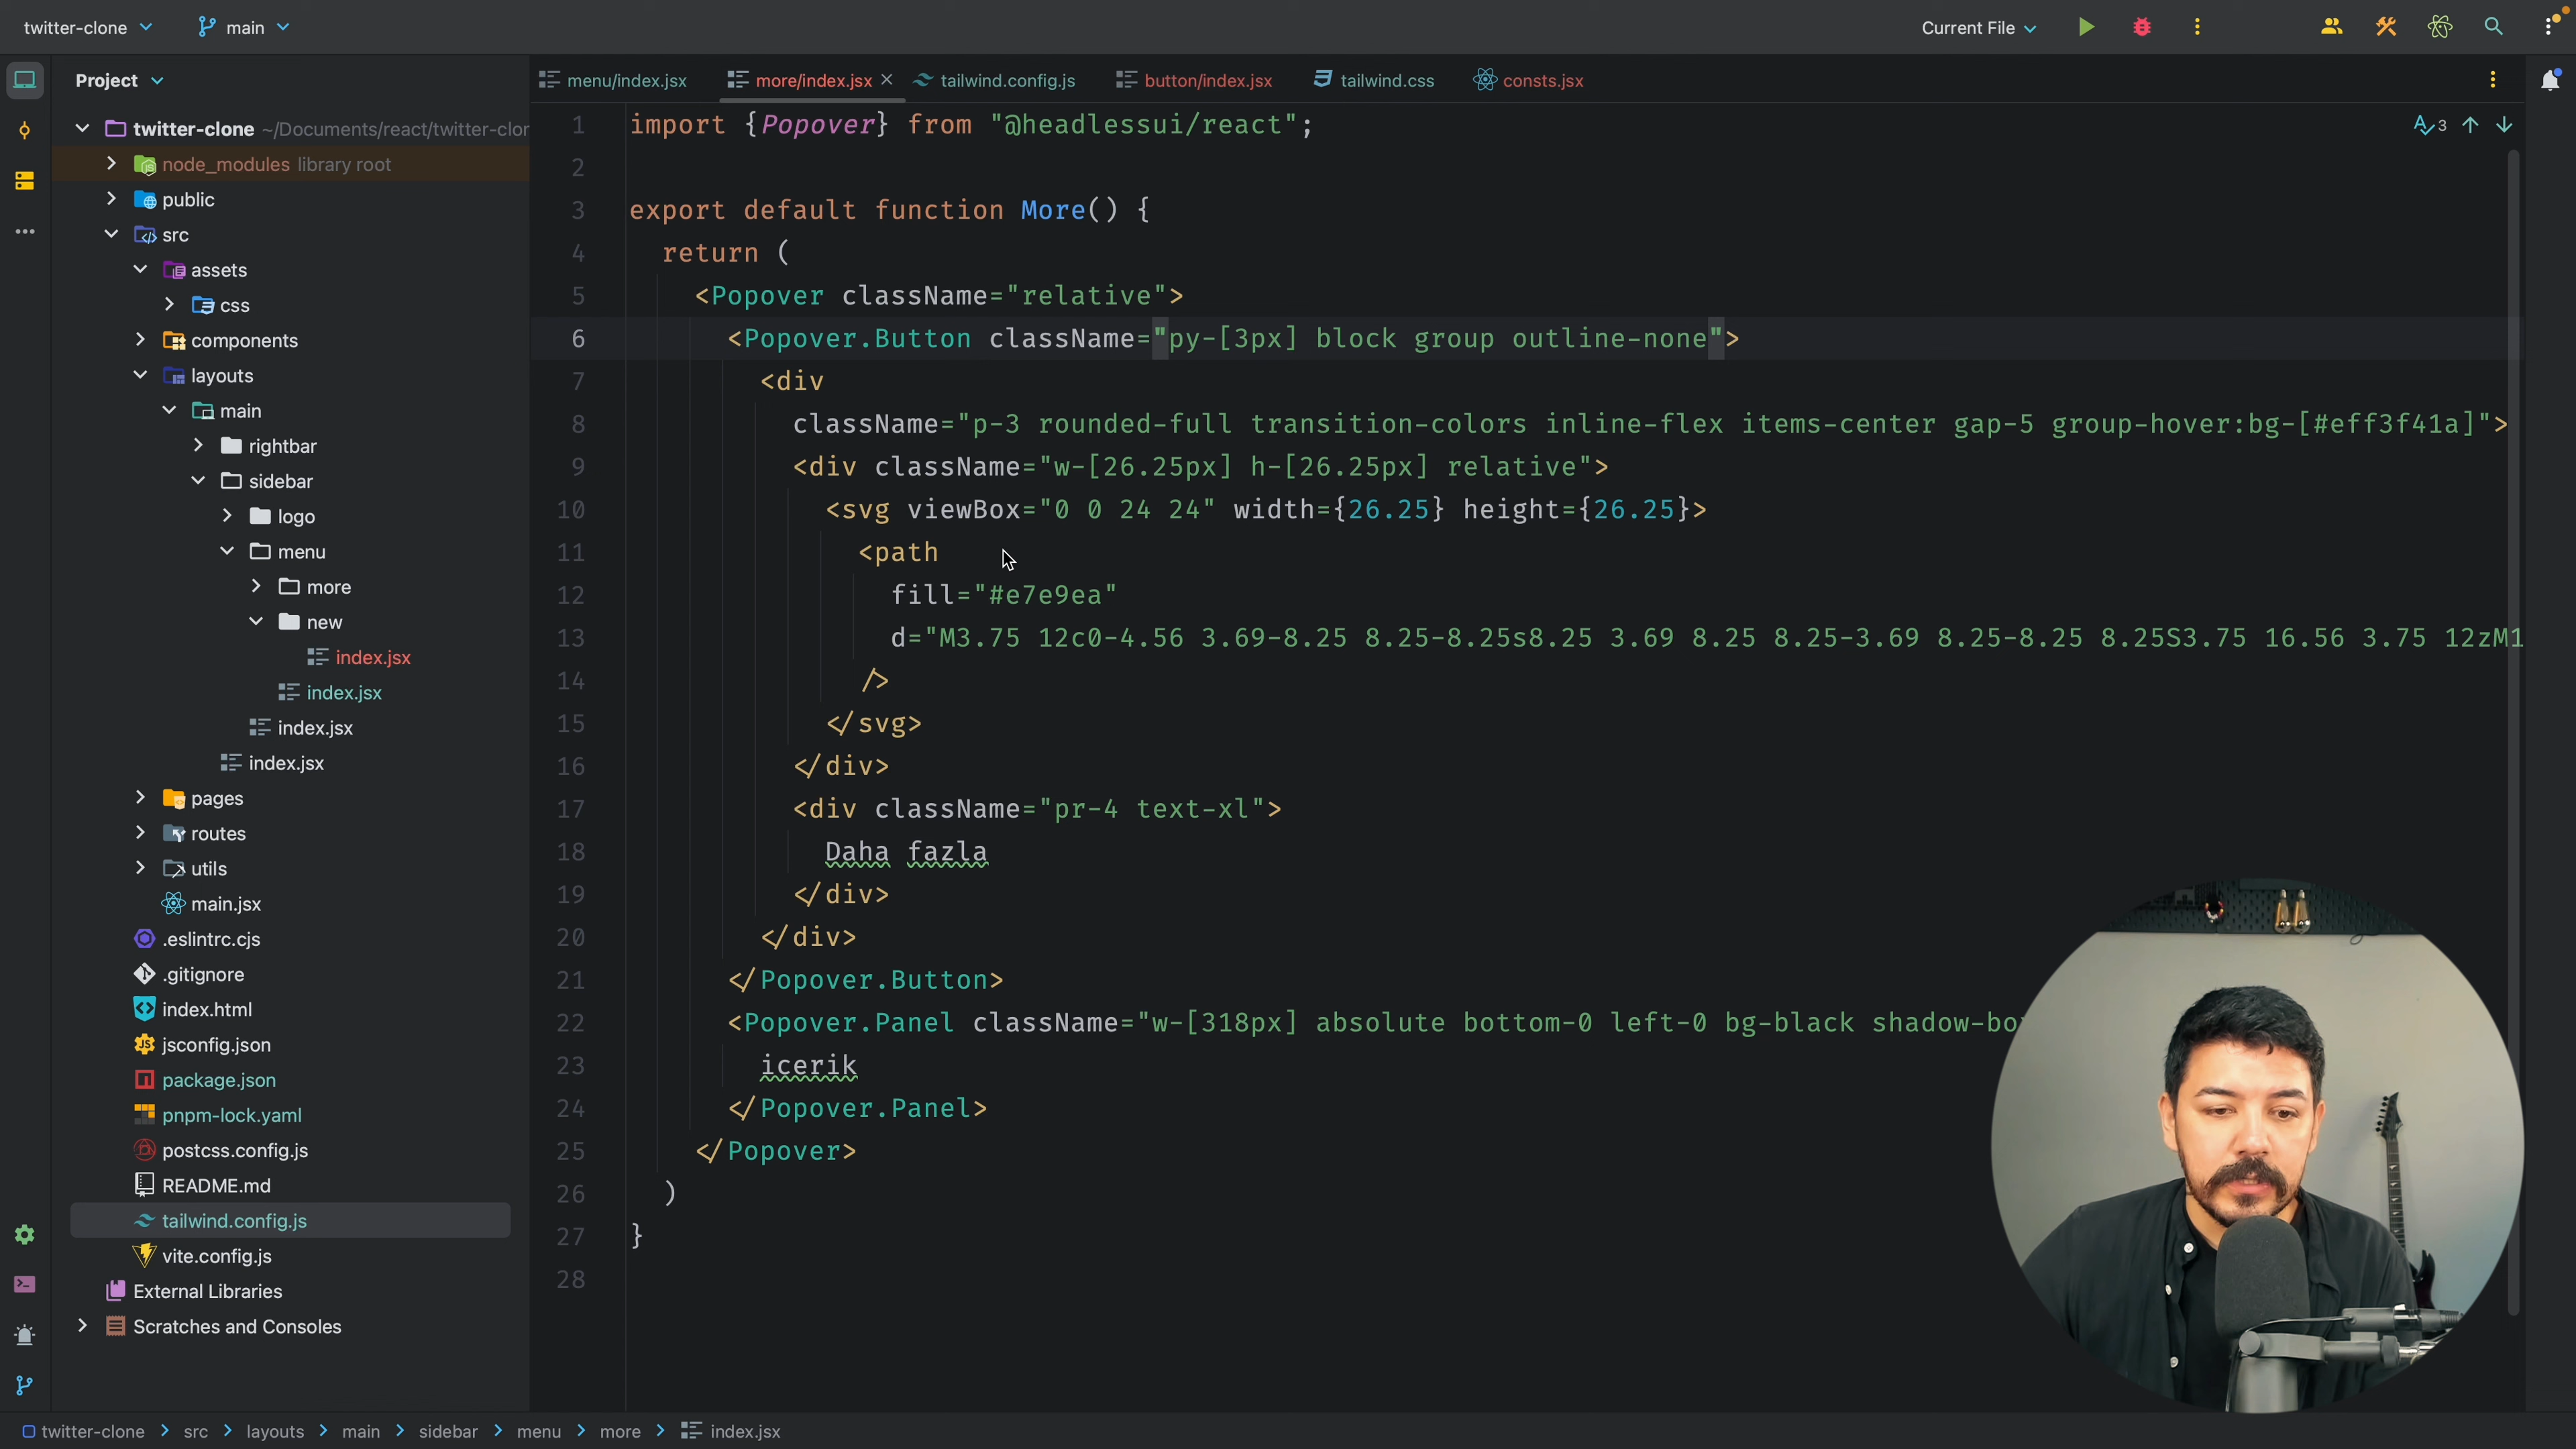 twitter-clone
main
Current File
Project
menu/index.jsx
more/index.jsx
tailwind.config.js
button/index.jsx
tailwind.css
consts.jsx
twitter-clone ~/Documents/react/twitter-clor
node_modules library root
public
src
assets
css
components
layouts
main
rightbar
sidebar
logo
menu
more
new
index.jsx
index.jsx
index.jsx
index.jsx
pages
routes
utils
main.jsx
.eslintrc.cjs
.gitignore
index.html
jsconfig.json
package.json
pnpm-lock.yaml
postcss.config.js
README.md
tailwind.config.js
vite.config.js
External Libraries
Scratches and Consoles
3
1 import {Popover} from "@headlessui/react";
2
3 export default function More() {
4 return (
5 <Popover className="relative">
6 <Popover.Button className="py-[3px] block group outline-none">
7 <div
8 className="p-3 rounded-full transition-colors inline-flex items-center gap-5 group-hover:bg-[#eff3f41a]">
9 <div className="w-[26.25px] h-[26.25px] relative">
10 <svg viewBox="0 0 24 24" width={26.25} height={26.25}>
11 <path
12 fill="#e7e9ea"
13 d="M3.75 12c0-4.56 3.69-8.25 8.25-8.25s8.25 3.69 8.25 8.25-3.69 8.25-8.25 8.25S3.75 16.56 3.75 12zM1
14 />
15 </svg>
16 </div>
17 <div className="pr-4 text-xl">
18 Daha fazla
19 </div>
20 </div>
21 </Popover.Button>
22 <Popover.Panel className="w-[318px] absolute bottom-0 left-0 bg-black shadow-bo
23 icerik
24 </Popover.Panel>
25 </Popover>
26 )
27 }
28
twitter-clone > src > layouts > main > sidebar > menu > more > index.jsx